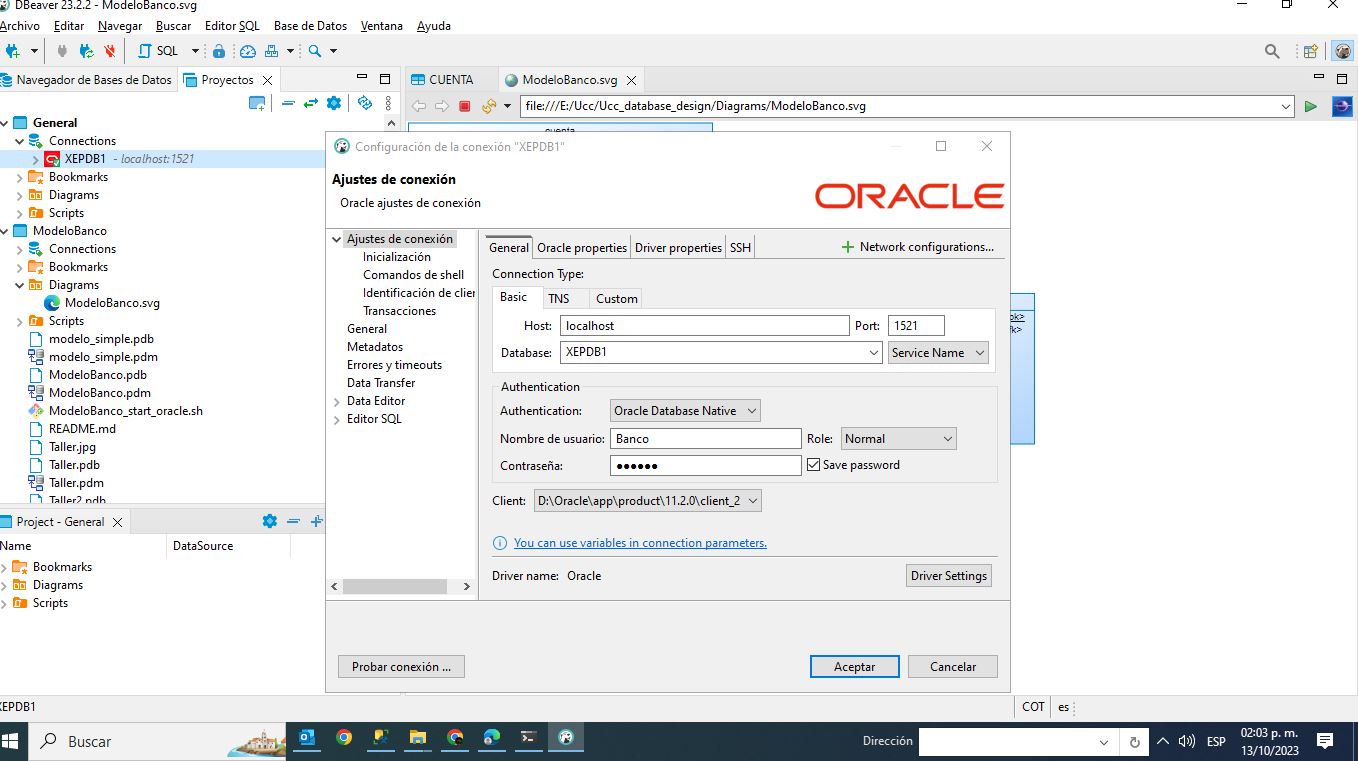 DBeaver 23.2.2 - ModeloBanco.svg
Archivo Editar Navegar Buscar Editor SQL Base de Datos Ventana Ayuda
SQL
Navegador de Bases de Datos Proyectos
CUENTA ModeloBanco.svg
file:///E:/Ucc/Ucc_database_design/Diagrams/ModeloBanco.svg
General
Connections
XEPDB1 - localhost:1521
Bookmarks
Diagrams
Scripts
ModeloBanco
Connections
Bookmarks
Diagrams
ModeloBanco.svg
Scripts
modelo_simple.pdb
modelo_simple.pdm
ModeloBanco.pdb
ModeloBanco.pdm
ModeloBanco_start_oracle.sh
README.md
Taller.jpg
Taller.pdb
Taller.pdm
Taller2.pdb
Project - General
Name DataSource
Bookmarks
Diagrams
Scripts
cuenta
Configuración de la conexión "XEPDB1"
Ajustes de conexión
Oracle ajustes de conexión
ORACLE
Ajustes de conexión
Inicialización
Comandos de shell
Identificación de clier
Transacciones
General
Metadatos
Errores y timeouts
Data Transfer
Data Editor
Editor SQL
General Oracle properties Driver properties SSH Network configurations...
Connection Type:
Basic TNS Custom
Host: localhost Port: 1521
Database: XEPDB1 Service Name
Authentication
Authentication: Oracle Database Native
Nombre de usuario: Banco Role: Normal
Contraseña: ●●●●●● Save password
Client: D:\Oracle\app\product\11.2.0\client_2
You can use variables in connection parameters.
Driver name: Oracle Driver Settings
Probar conexión ... Aceptar Cancelar
pk>
fk>
XEPDB1
COT es
Buscar
Dirección
ESP
02:03 p. m.
13/10/2023